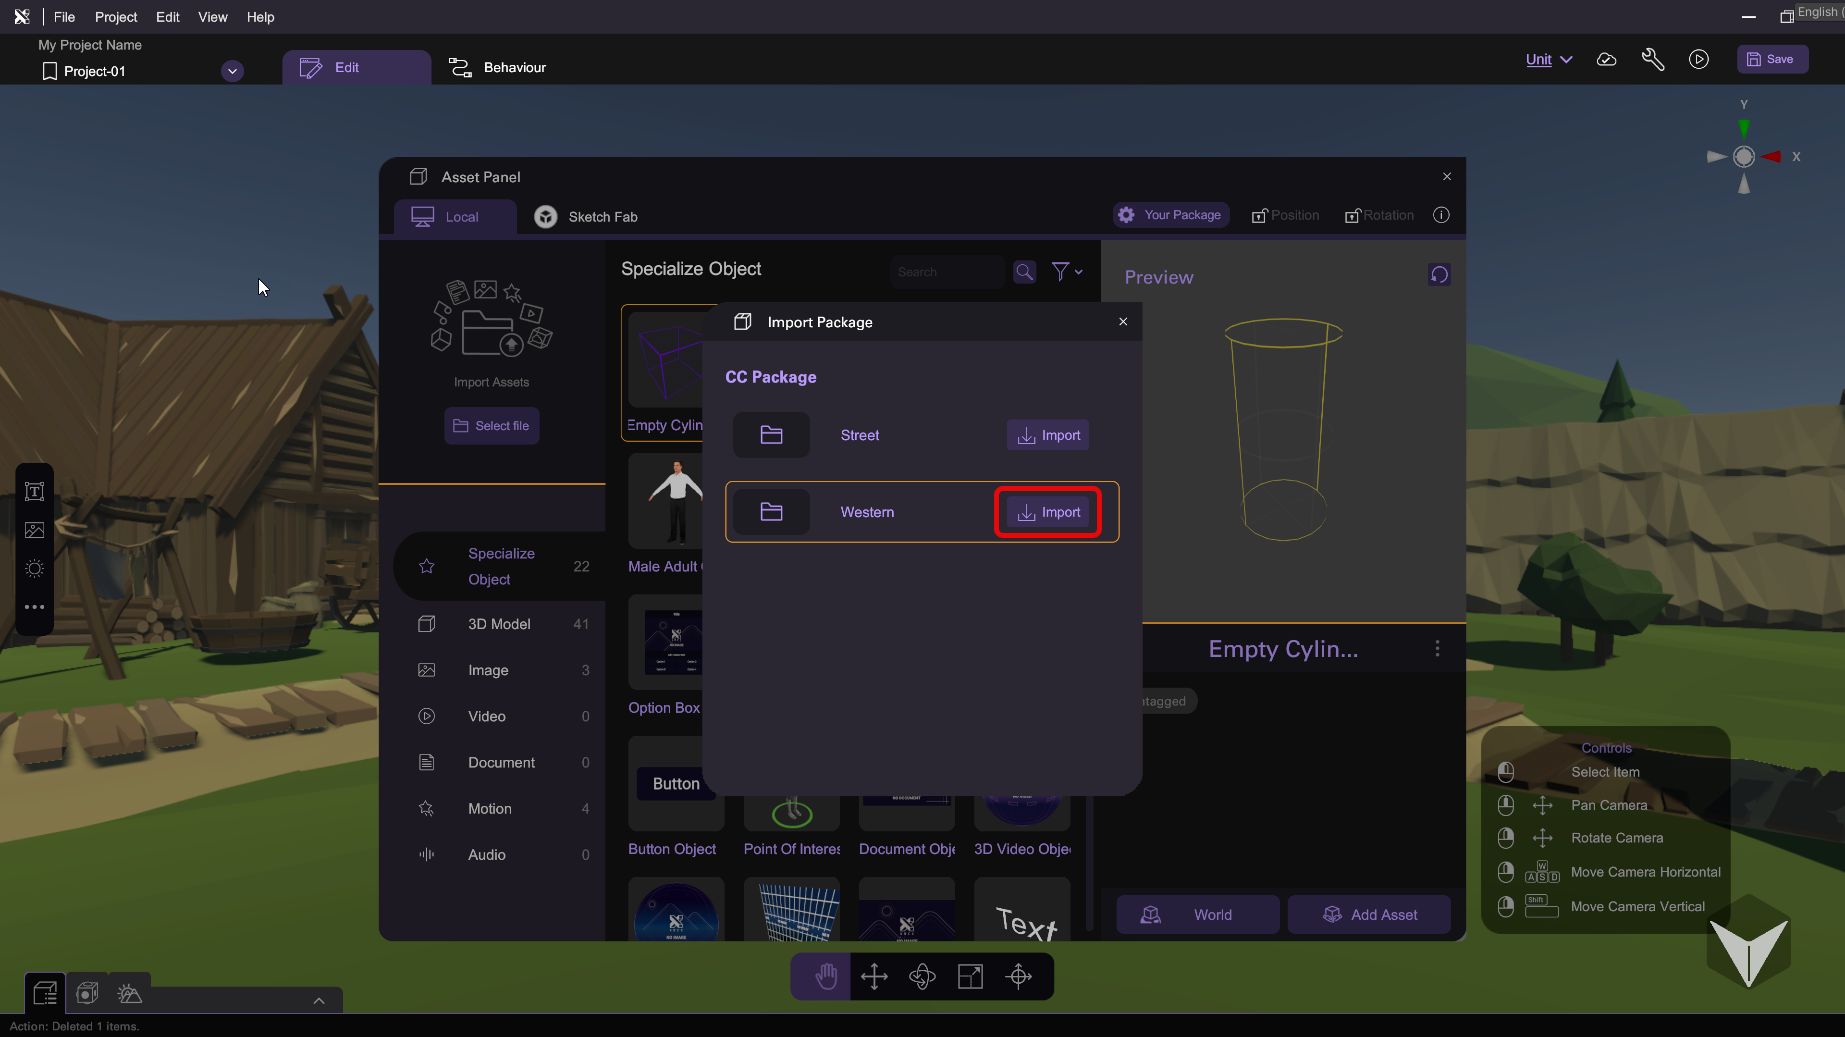 File Project Edit View Help
English (
My Project Name
Project-01
Edit
Behaviour
Unit
Save
Y
X
Asset Panel
Local
Sketch Fab
Your Package
Position
Rotation
Import Assets
Select file
Specialize Object
Search
Preview
Import Package
CC Package
Street
Import
Western
Import
Empty Cylin
Male Adult
Option Box
Button
Button Object
Point Of Interes
Document Obje
3D Video Obje
Text
Specialize
Object
22
3D Model 41
Image 3
Video 0
Document 0
Motion 4
Audio 0
Empty Cylin...
ntagged
World
Add Asset
Controls
Select Item
Pan Camera
Rotate Camera
W
A S D
Move Camera Horizontal
Shift
Move Camera Vertical
Action: Deleted 1 items.